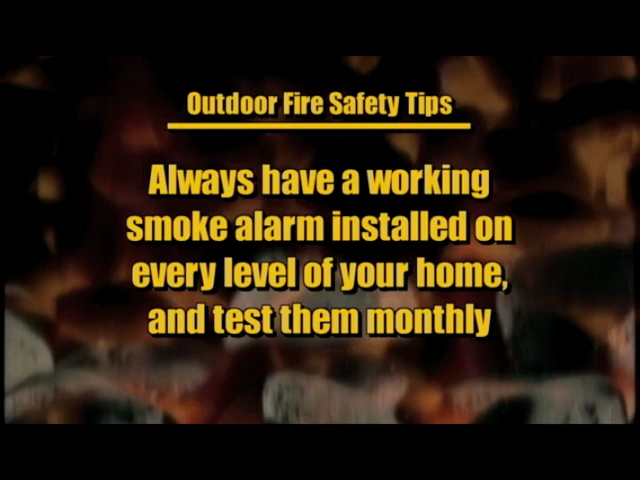 Outdoor Fire Safety Tips
Always have a working
smoke alarm installed on
every level of your home,
and test them monthly